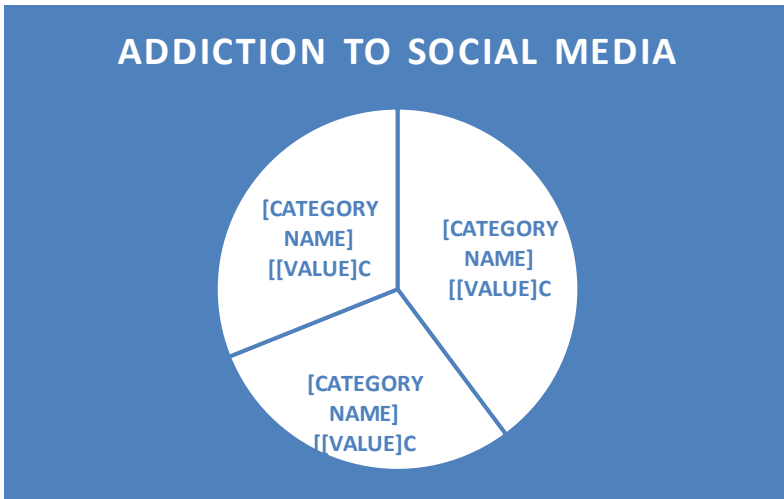 ADDICTION TO SOCIAL MEDIA
[CATEGORY
NAME]
[[VALUE]C
[CATEGORY
NAME]
[[VALUE]C
[CATEGORY
NAME]
[[VALUE]C